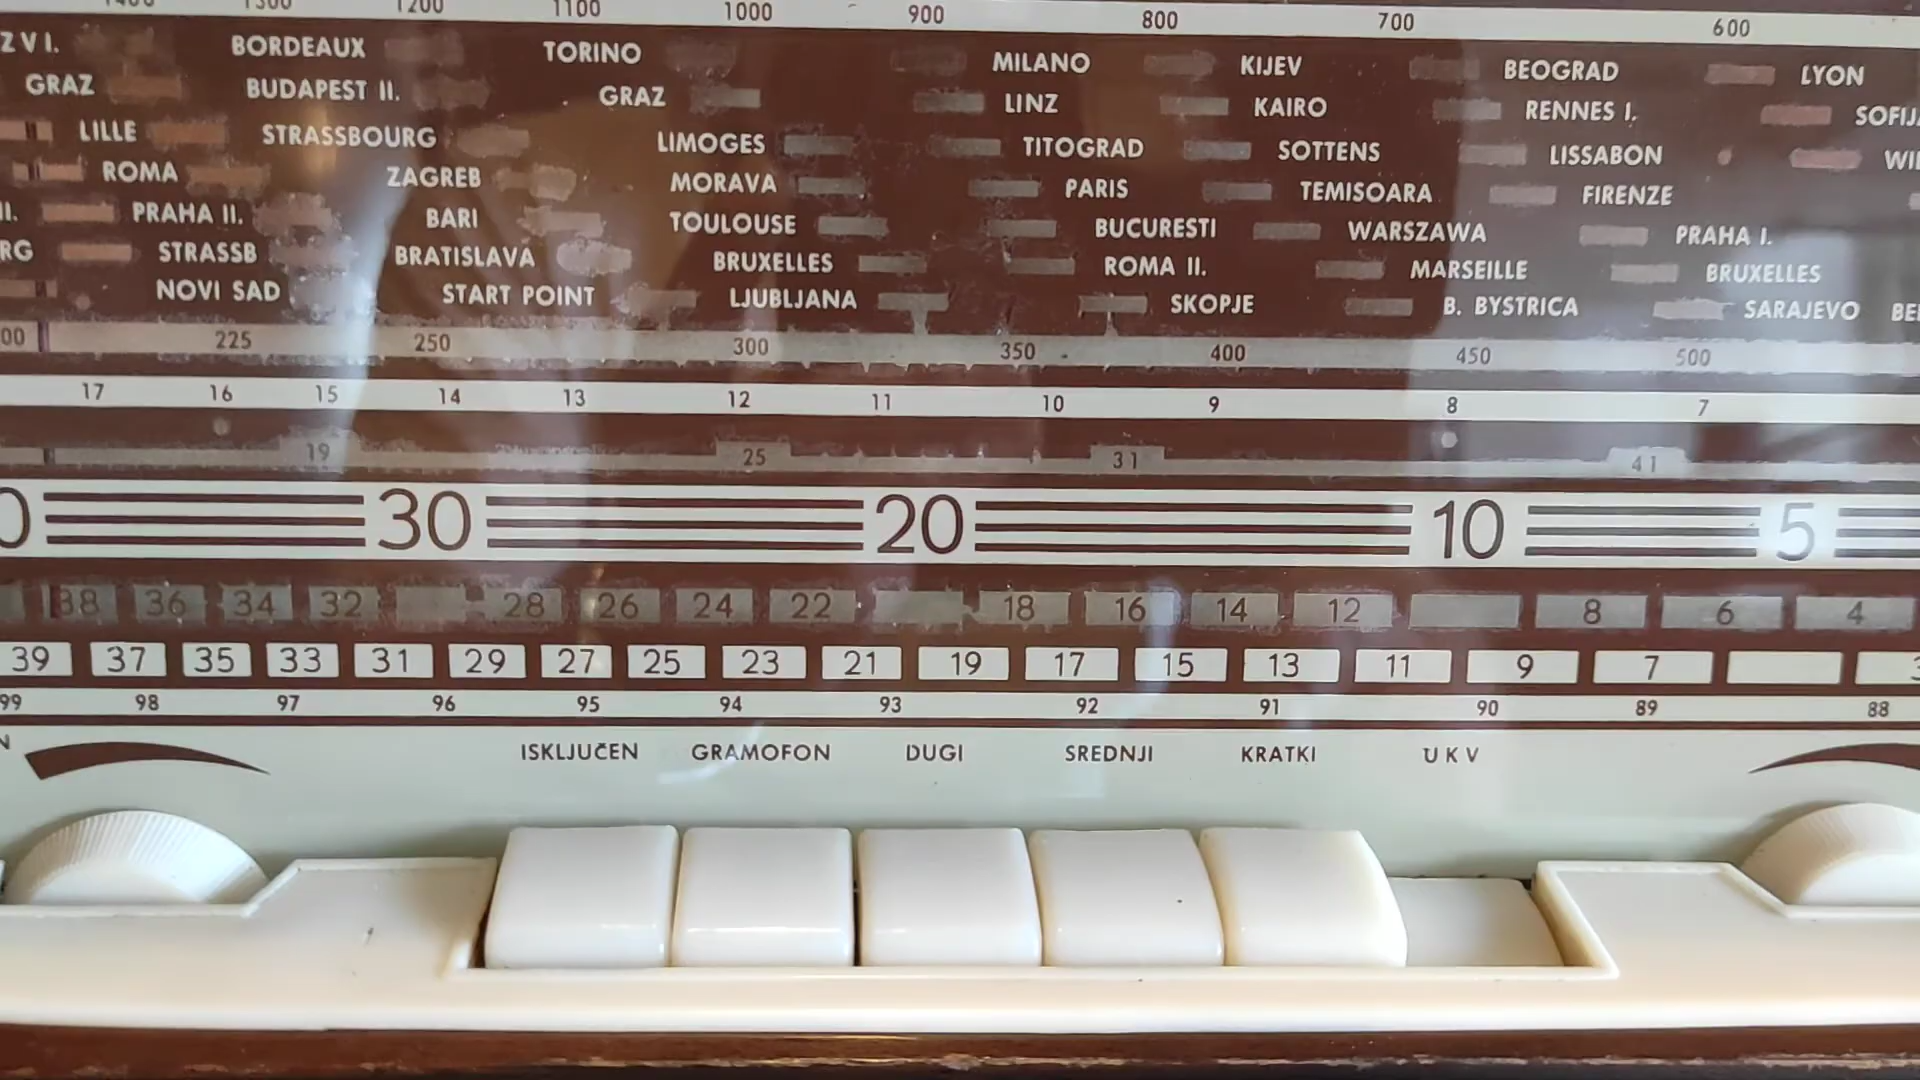 1400 1300 1200 1100 1000 900 800 700 600
BORDEAUX TORINO MILANO KIJEV BEOGRAD LYON
GRAZ BUDAPEST II. GRAZ LINZ KAIRO RENNES I.
LILLE STRASSBOURG LIMOGES TITOGRAD SOTTENS LISSABON
ROMA ZAGREB MORAVA PARIS TEMISOARA FIRENZE
II. PRAHA II. BARI TOULOUSE BUCURESTI WARSZAWA PRAHA I.
RG STRASSB BRATISLAVA BRUXELLES ROMA II. MARSEILLE BRUXELLES
NOVI SAD START POINT LJUBLJANA SKOPJE B. BYSTRICA SARAJEVO
00 225 250 300 350 400 450 500
17 16 15 14 13 12 11 10 9 8 7
19 25 31 41
0 30 20 10 5
38 36 34 32 28 26 24 22 18 16 14 12 8 6 4
39 37 35 33 31 29 27 25 23 21 19 17 15 13 11 9 7
99 98 97 96 95 94 93 92 91 90 89 88
ISKLJUČEN GRAMOFON DUGI SREDNJI KRATKI UKV